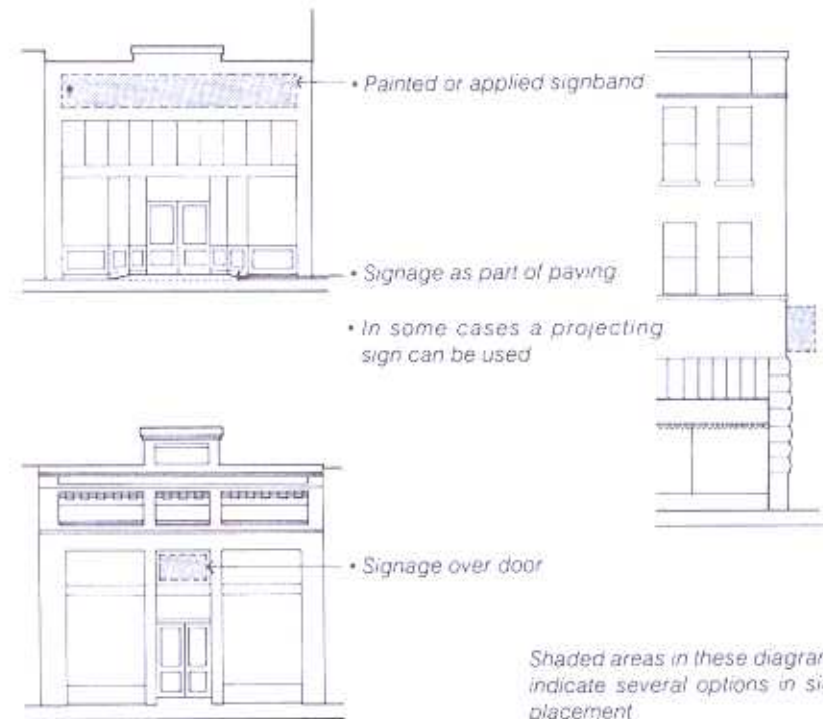 • Painted or applied signband
• Signage as part of paving
• In some cases a projecting
sign can be used
• Signage over door
Shaded areas in these
indicate several options in
placement